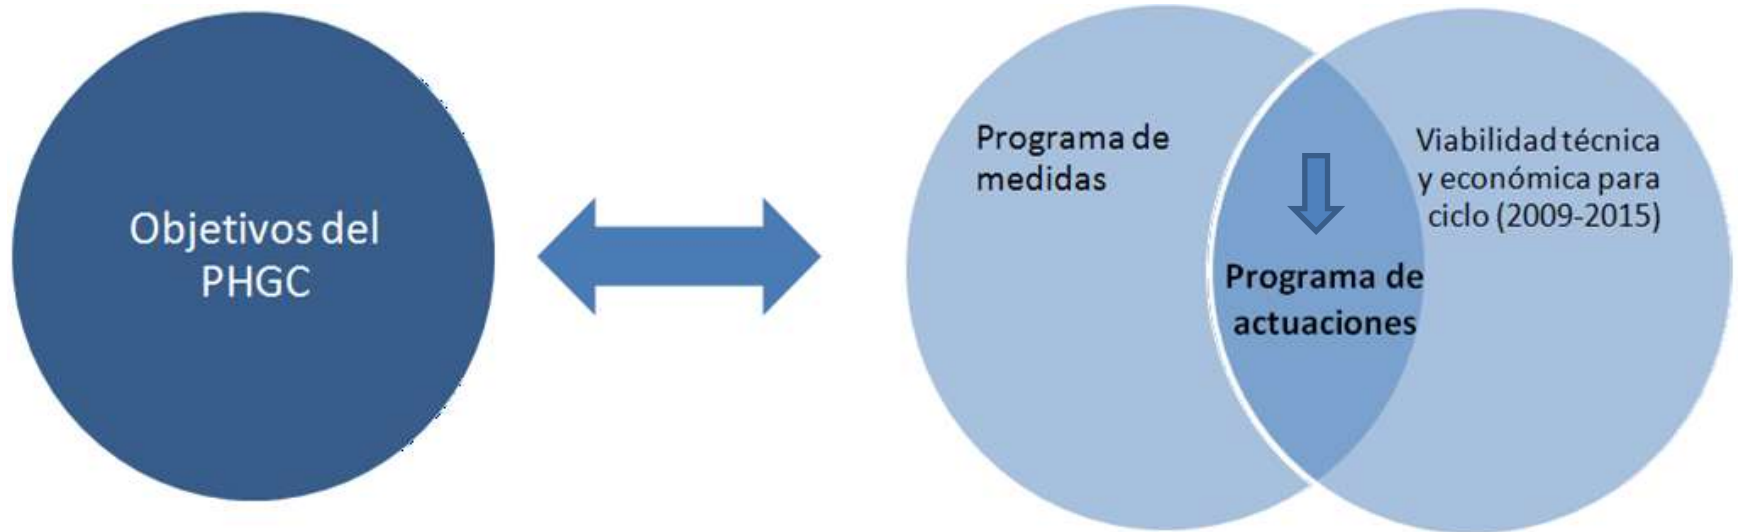 Objetivos del
PHGC
Programa de
medidas
Programa de
actuaciones
Viabilidad técnica
y económica para
ciclo (2009-2015)